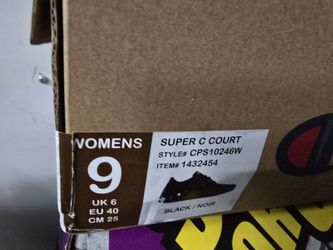 WOMENS
9
UK 6
EU 40
CM 25
SUPER C COURT
STYLE# CPS10246W
ITEM# 1432454
BLACK / NOIR